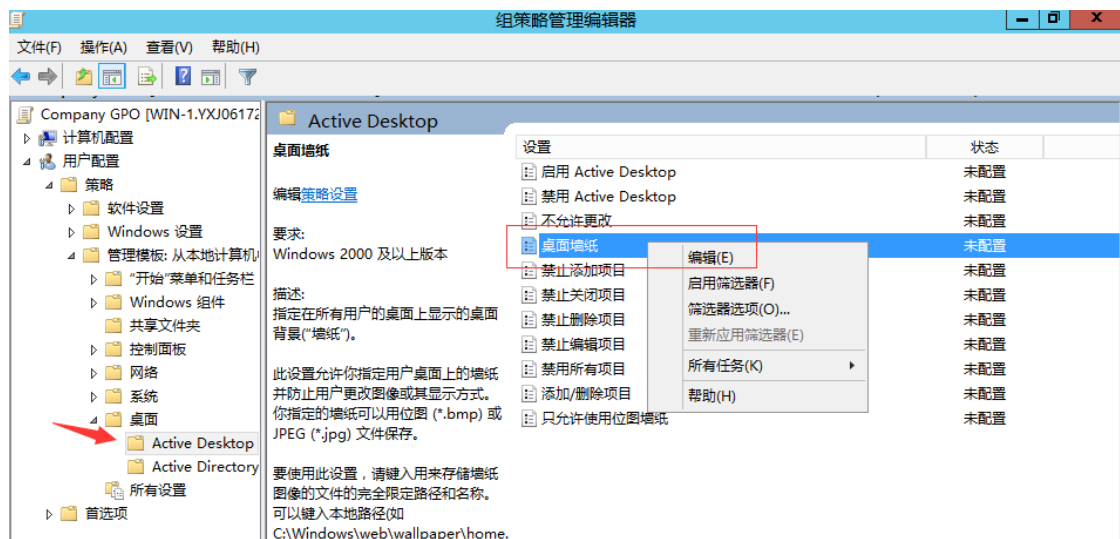 组策略管理编辑器
文件(F) 操作(A) 查看(V) 帮助(H)
Company GPO [WIN-1.YXJ06172
计算机配置
用户配置
策略
软件设置
Windows 设置
管理模板: 从本地计算机
"开始"菜单和任务栏
Windows 组件
共享文件夹
控制面板
网络
系统
桌面
Active Desktop
Active Directory
所有设置
首选项
Active Desktop
桌面墙纸
编辑策略设置
要求:
Windows 2000 及以上版本
描述:
指定在所有用户的桌面上显示的桌面
背景("墙纸")。
此设置允许你指定用户桌面上的墙纸
并防止用户更改图像或其显示方式。
你指定的墙纸可以用位图 (*.bmp) 或
JPEG (*.jpg) 文件保存。
要使用此设置，请键入用来存储墙纸
图像的文件的完全限定路径和名称。
可以键入本地路径(如
C:\Windows\web\wallpaper\home.
设置 状态
启用 Active Desktop 未配置
禁用 Active Desktop 未配置
不允许更改 未配置
桌面墙纸 未配置
禁止添加项目 未配置
禁止关闭项目 未配置
禁止删除项目 未配置
禁止编辑项目 未配置
禁用所有项目 未配置
添加/删除项目 未配置
只允许使用位图墙纸 未配置
编辑(E)
启用筛选器(F)
筛选器选项(O)...
重新应用筛选器(E)
所有任务(K)
帮助(H)